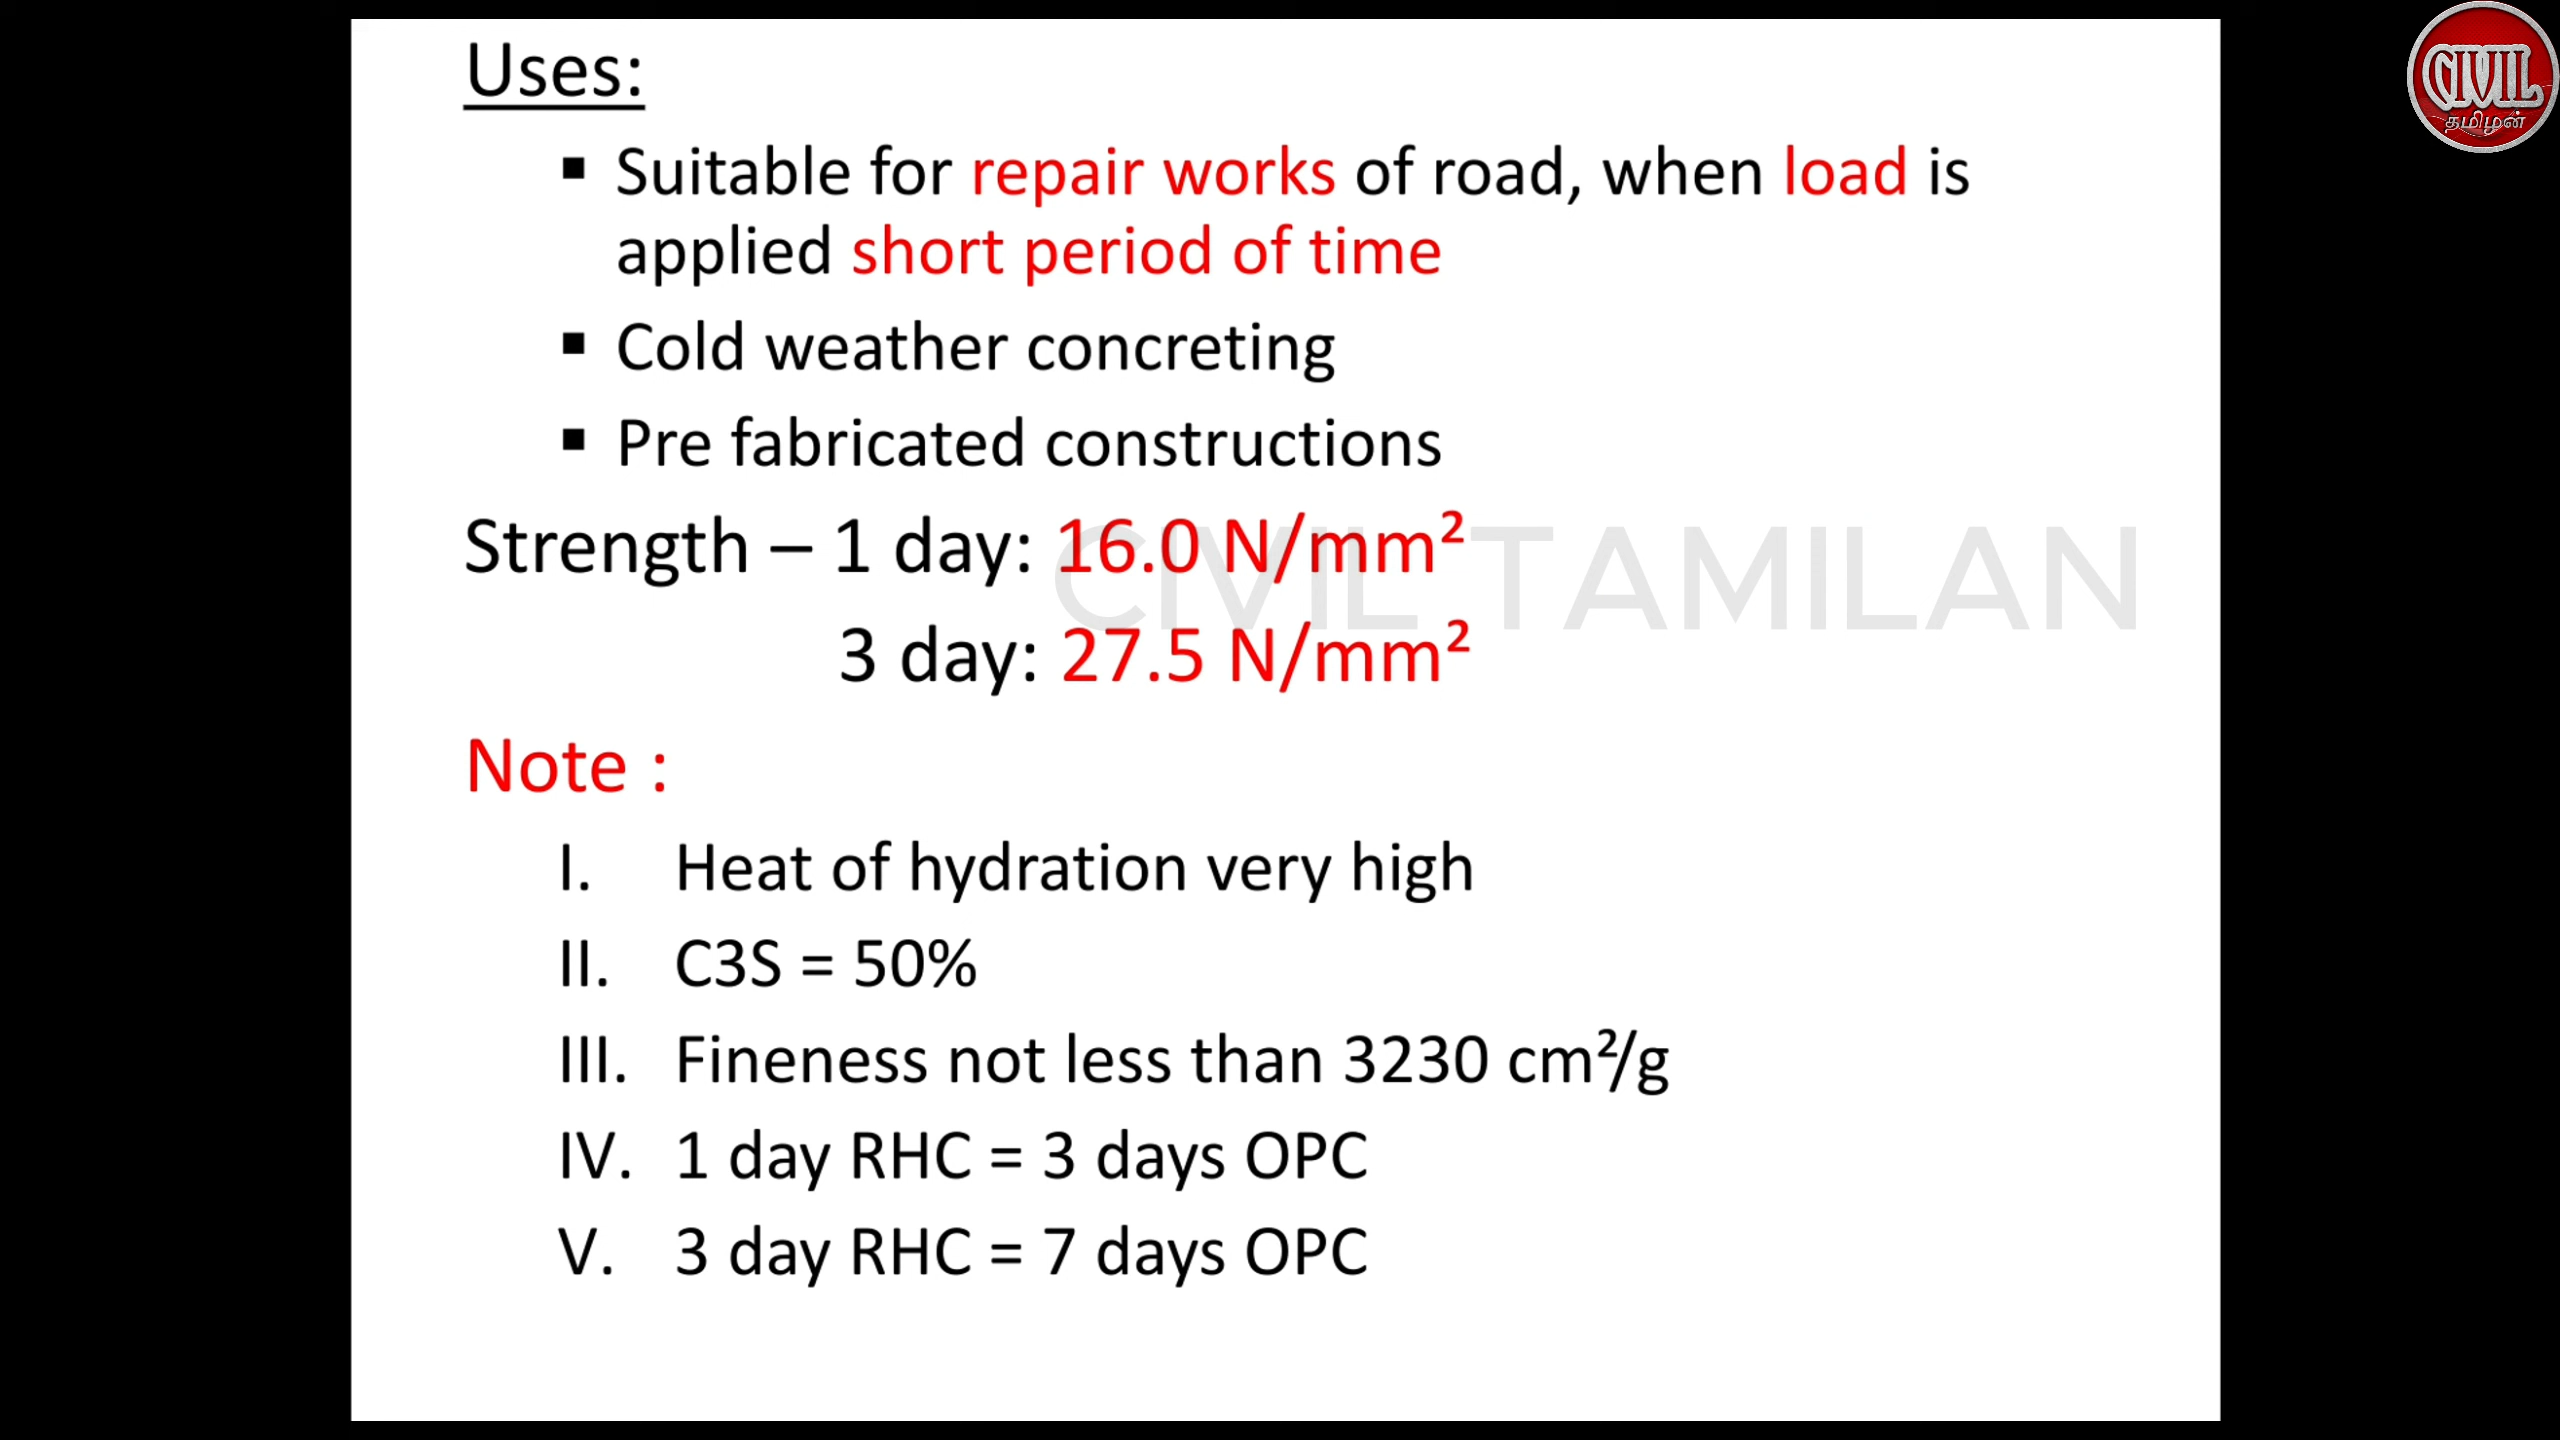 Uses:
▪ Suitable for repair works of road, when load is
applied short period of time
▪ Cold weather concreting
▪ Pre fabricated constructions
Strength – 1 day: 16.0 N/mm²
3 day: 27.5 N/mm²
Note :
I. Heat of hydration very high
II. C3S = 50%
III. Fineness not less than 3230 cm²/g
IV. 1 day RHC = 3 days OPC
V. 3 day RHC = 7 days OPC
CIVIL TAMILAN
CIVIL
தமிழன்